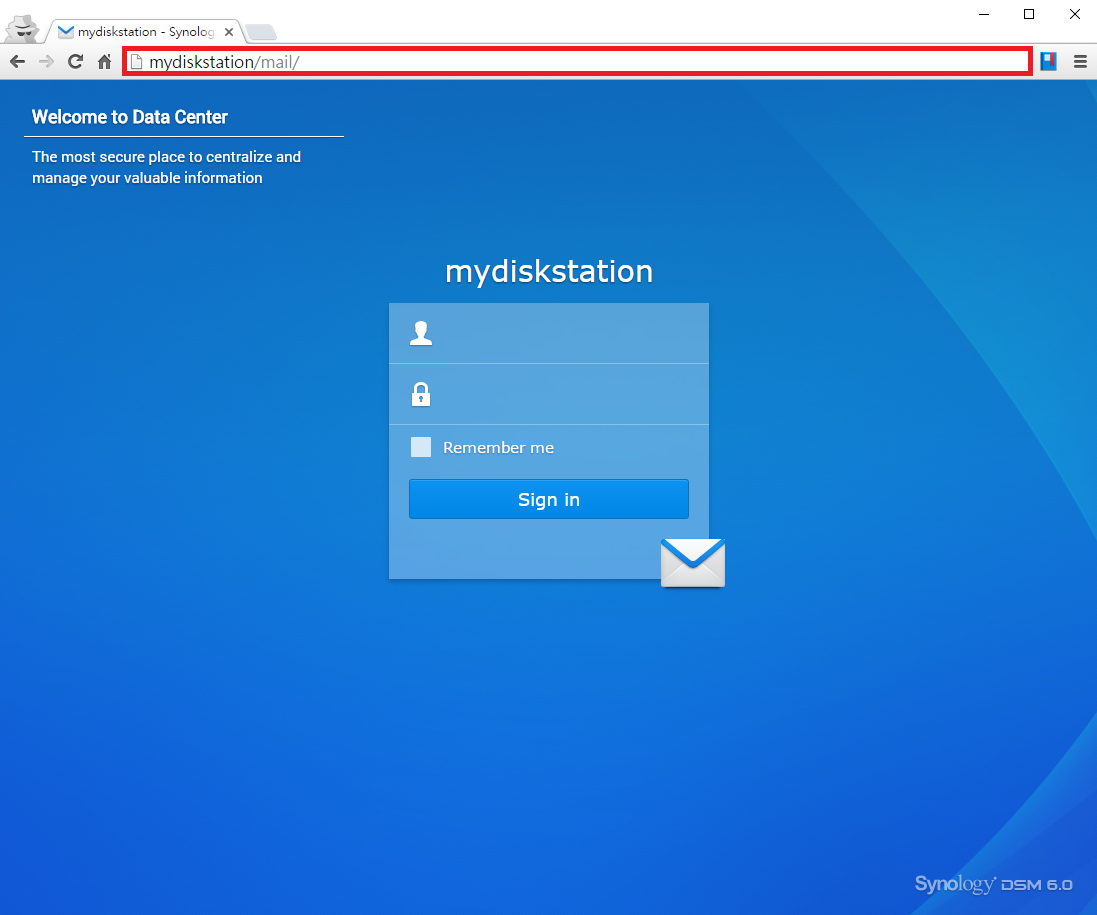 mydiskstation - Synolog
mydiskstation/mail/
Welcome to Data Center
The most secure place to centralize and
manage your valuable information
mydiskstation
Remember me
Sign in
Synology DSM 6.0